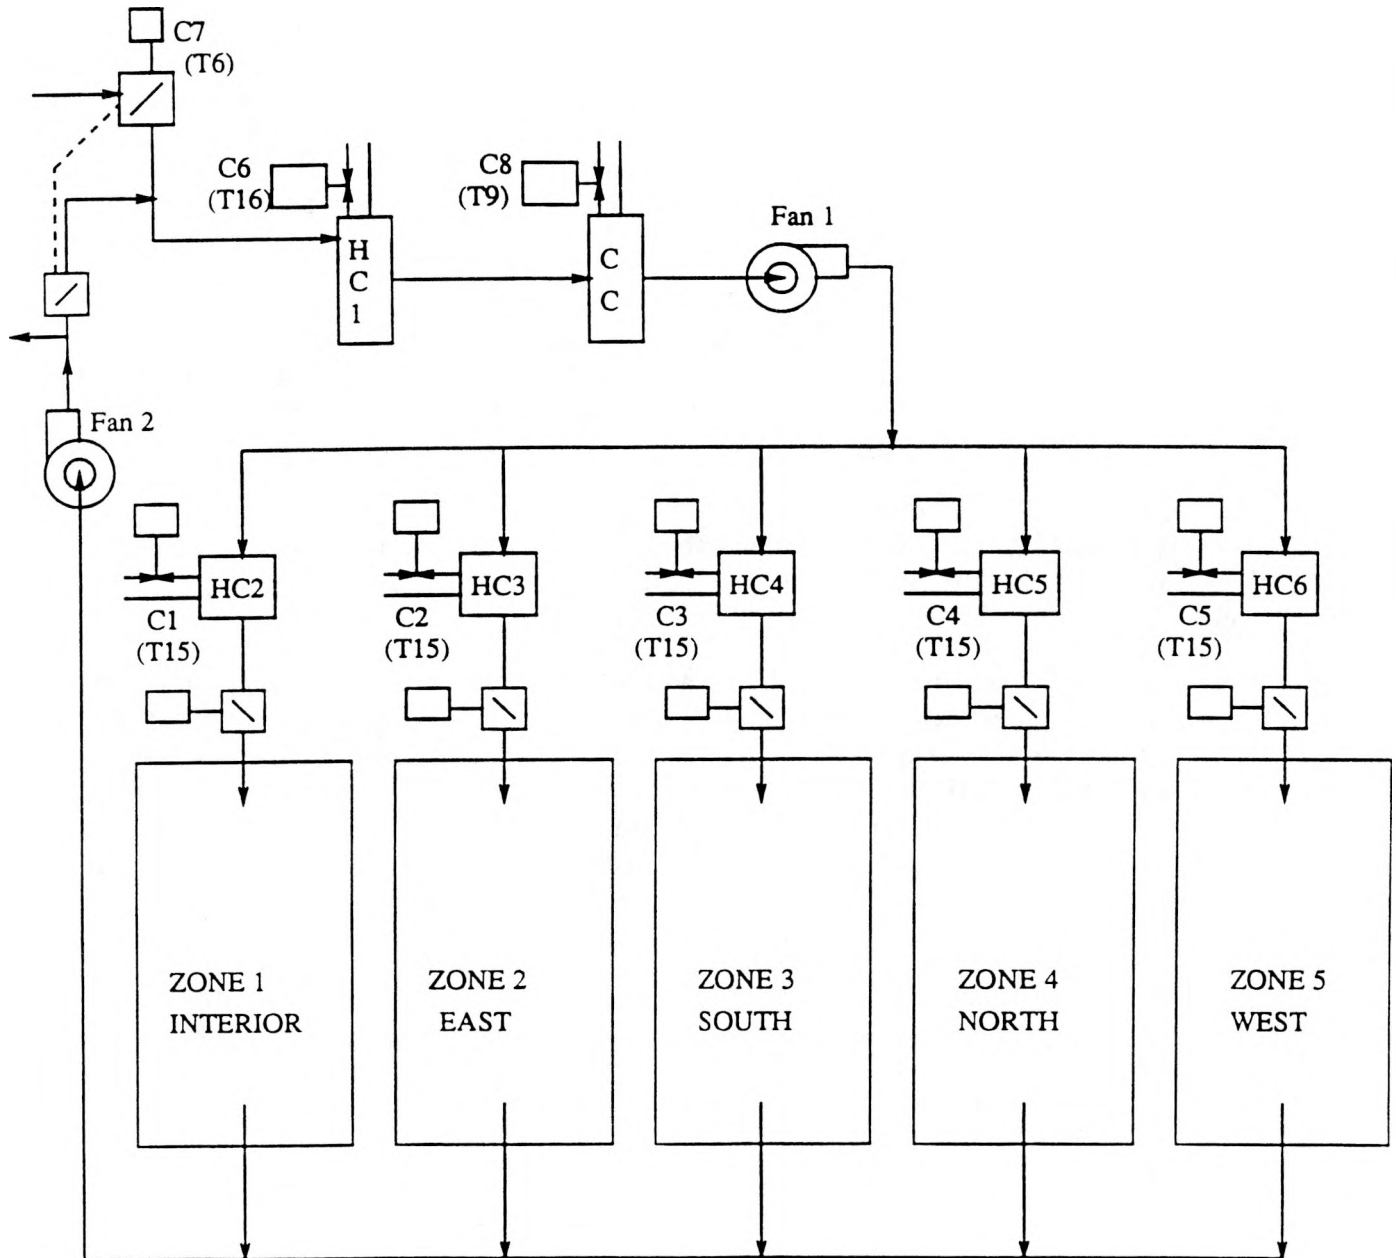 C7
(T6)
C6
(T16)
C8
(T9)
Fan 1
H
C
1
C
C
Fan 2
HC2
HC3
HC4
HC5
HC6
C1
(T15)
C2
(T15)
C3
(T15)
C4
(T15)
C5
(T15)
ZONE 1
INTERIOR
ZONE 2
EAST
ZONE 3
SOUTH
ZONE 4
NORTH
ZONE 5
WEST